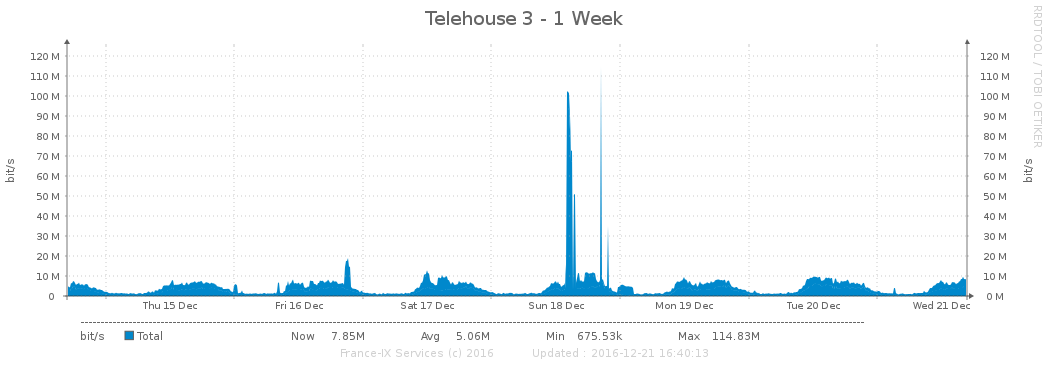 Telehouse 3 - 1 Week
RRDTOOL / TOBI OETIKER
bit/s
120 M
110 M
100 M
90 M
80 M
70 M
60 M
50 M
40 M
30 M
20 M
10 M
0
120 M
110 M
100 M
90 M
80 M
70 M
60 M
50 M
40 M
30 M
20 M
10 M
0 M
bit/s
Thu 15 Dec Fri 16 Dec Sat 17 Dec Sun 18 Dec Mon 19 Dec Tue 20 Dec Wed 21 Dec
bit/s Total Now 7.85M Avg 5.06M Min 675.53k Max 114.83M
France-IX Services (c) 2016 Updated : 2016-12-21 16:40:13